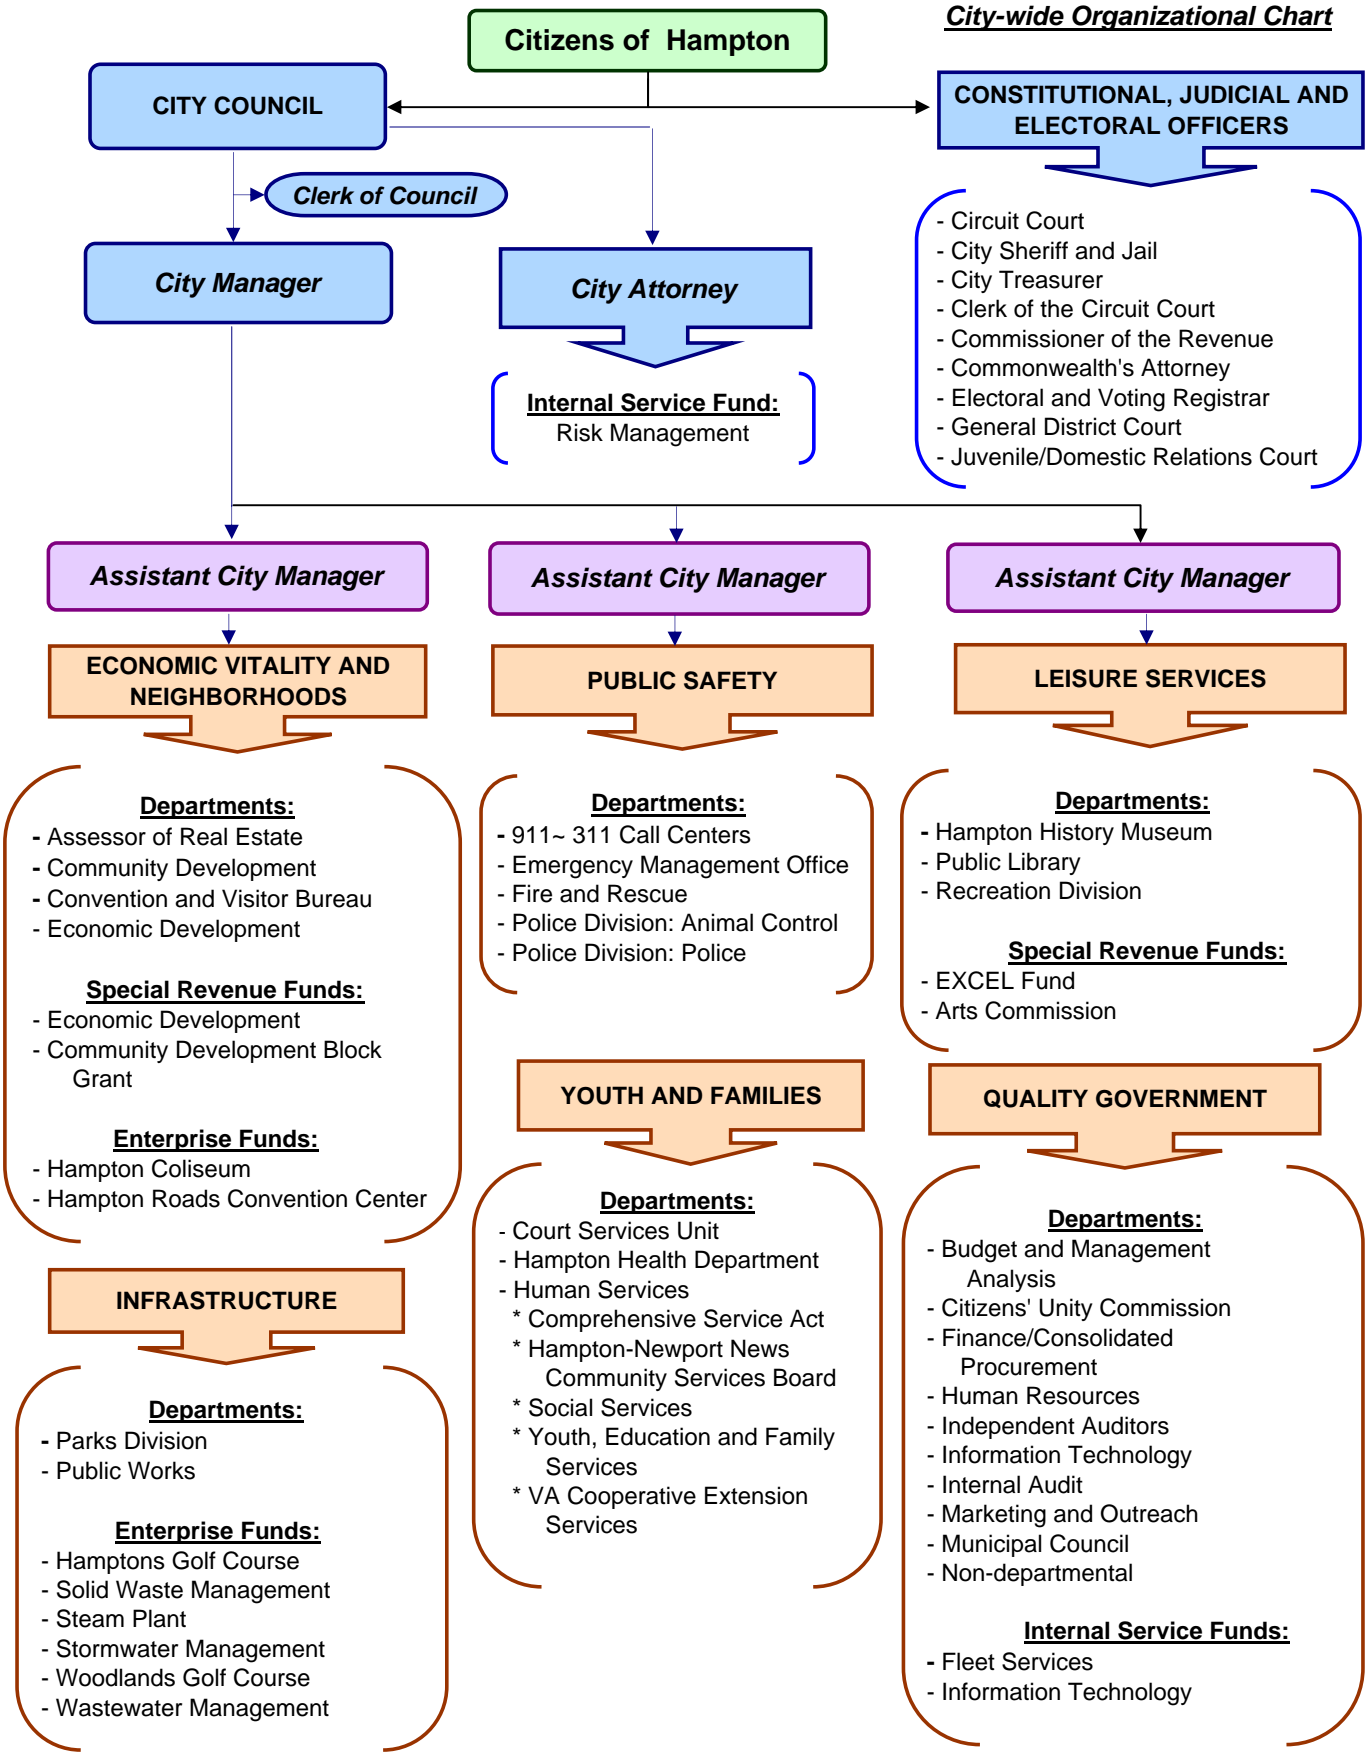 City-wide Organizational Chart
Citizens of Hampton
CITY COUNCIL
CONSTITUTIONAL, JUDICIAL AND
ELECTORAL OFFICERS
Clerk of Council
City Manager
City Attorney
Internal Service Fund:
Risk Management
- Circuit Court
- City Sheriff and Jail
- City Treasurer
- Clerk of the Circuit Court
- Commissioner of the Revenue
- Commonwealth's Attorney
- Electoral and Voting Registrar
- General District Court
- Juvenile/Domestic Relations Court
Assistant City Manager
Assistant City Manager
Assistant City Manager
ECONOMIC VITALITY AND
NEIGHBORHOODS
Departments:
- Assessor of Real Estate
- Community Development
- Convention and Visitor Bureau
- Economic Development
Special Revenue Funds:
- Economic Development
- Community Development Block
Grant
Enterprise Funds:
- Hampton Coliseum
- Hampton Roads Convention Center
INFRASTRUCTURE
Departments:
- Parks Division
- Public Works
Enterprise Funds:
- Hamptons Golf Course
- Solid Waste Management
- Steam Plant
- Stormwater Management
- Woodlands Golf Course
- Wastewater Management
PUBLIC SAFETY
Departments:
- 911~ 311 Call Centers
- Emergency Management Office
- Fire and Rescue
- Police Division: Animal Control
- Police Division: Police
YOUTH AND FAMILIES
Departments:
- Court Services Unit
- Hampton Health Department
- Human Services
* Comprehensive Service Act
* Hampton-Newport News
Community Services Board
* Social Services
* Youth, Education and Family
Services
* VA Cooperative Extension
Services
LEISURE SERVICES
Departments:
- Hampton History Museum
- Public Library
- Recreation Division
Special Revenue Funds:
- EXCEL Fund
- Arts Commission
QUALITY GOVERNMENT
Departments:
- Budget and Management
Analysis
- Citizens' Unity Commission
- Finance/Consolidated
Procurement
- Human Resources
- Independent Auditors
- Information Technology
- Internal Audit
- Marketing and Outreach
- Municipal Council
- Non-departmental
Internal Service Funds:
- Fleet Services
- Information Technology